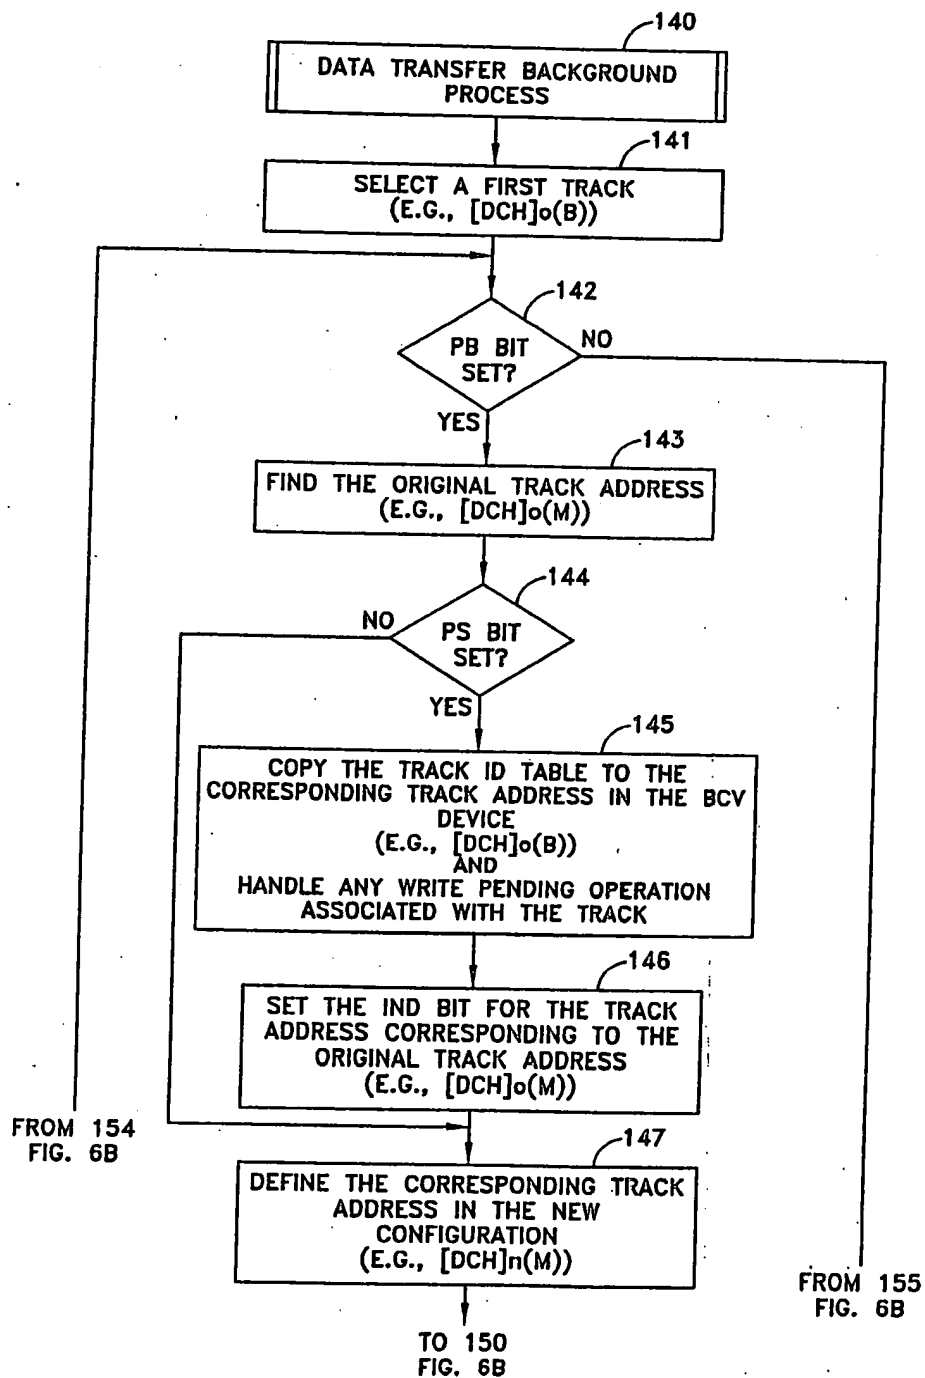 140
DATA TRANSFER BACKGROUND
PROCESS
141
SELECT A FIRST TRACK
(E.G., [DCH]o(B))
142
PB BIT
SET?
NO
YES
143
FIND THE ORIGINAL TRACK ADDRESS
(E.G., [DCH]o(M))
144
NO
PS BIT
SET?
YES
145
COPY THE TRACK ID TABLE TO THE
CORRESPONDING TRACK ADDRESS IN THE BCV
DEVICE
(E.G., [DCH]o(B))
AND
HANDLE ANY WRITE PENDING OPERATION
ASSOCIATED WITH THE TRACK
146
SET THE IND BIT FOR THE TRACK
ADDRESS CORRESPONDING TO THE
ORIGINAL TRACK ADDRESS
(E.G., [DCH]o(M))
FROM 154
FIG. 6B
147
DEFINE THE CORRESPONDING TRACK
ADDRESS IN THE NEW
CONFIGURATION
(E.G., [DCH]n(M))
FROM 155
FIG. 6B
TO 150
FIG. 6B